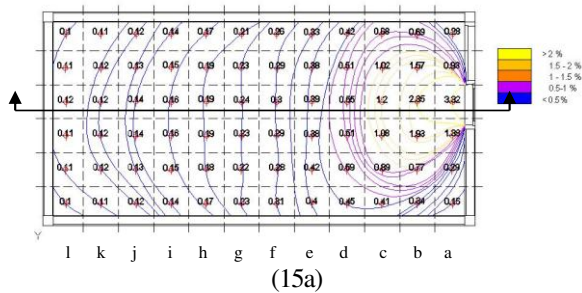 0.1 0.11 0.12 0.14 0.17 0.21 0.26 0.33 0.42 0.58 0.69 0.28
0.11 0.12 0.13 0.15 0.19 0.23 0.29 0.38 0.51 1.02 1.57 0.93
0.12 0.12 0.14 0.16 0.19 0.24 0.3 0.39 0.55 1.2 2.35 3.32
0.11 0.12 0.14 0.16 0.19 0.23 0.29 0.38 0.51 1.08 1.93 1.38
0.11 0.12 0.13 0.15 0.18 0.22 0.28 0.42 0.59 0.89 0.77 0.29
0.1 0.11 0.12 0.14 0.17 0.23 0.31 0.4 0.45 0.41 0.34 0.15
>2 %
1.5 - 2 %
1 - 1.5 %
0.5-1 %
<0.5%
Y
l k j i h g f e d c b a
(15a)